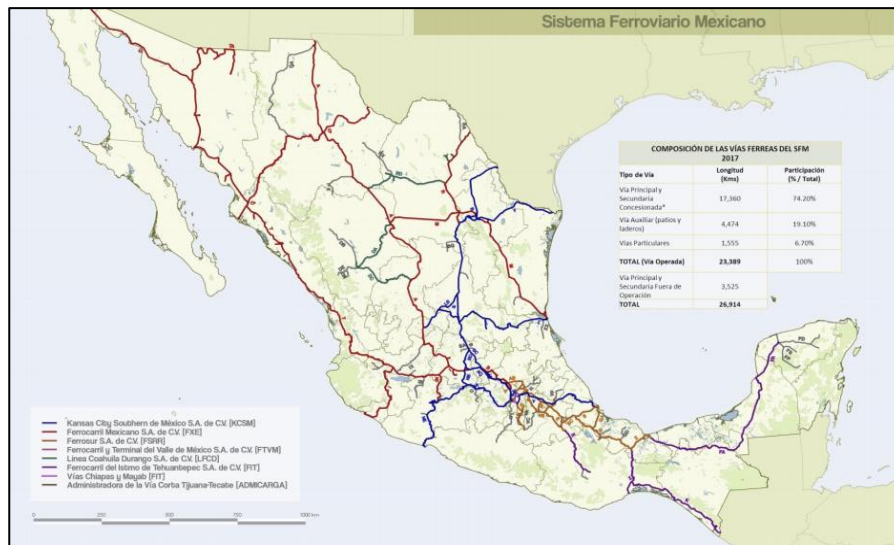 Sistema Ferroviario Mexicano
COMPOSICIÓN DE LAS VÍAS FERREAS DEL SFM
2017
Tipo de Vía
Longitud
(Kms)
Participación
(% / Total)
Vía Principal y
Secundaria
Concesionada*
17,360
74.20%
Vía Auxiliar (patios y
laderos)
4,474
19.10%
Vías Particulares
1,555
6.70%
TOTAL (Vía Operada)
23,389
100%
Vía Principal y
Secundaria Fuera de
Operación
3,525
TOTAL
26,914
Kansas City Soubhern de México S.A. de C.V. [KCSM]
Ferrocarril Mexicano S.A. de C.V. [FXE]
Ferrosur S.A. de C.V. [FSRR]
Ferrocarril y Terminal del Valle de México S.A. de C.V. [FTVM]
Línea Coahuila Durango S.A. de C.V. [LFCD]
Ferrocarril del Istmo de Tehuantepec S.A. de C.V. [FIT]
Vías Chiapas y Mayab [FIT]
Administradora de la Vía Corba Tijuana-Tecate [ADMICARGA]
0 250 500 750 1000 km